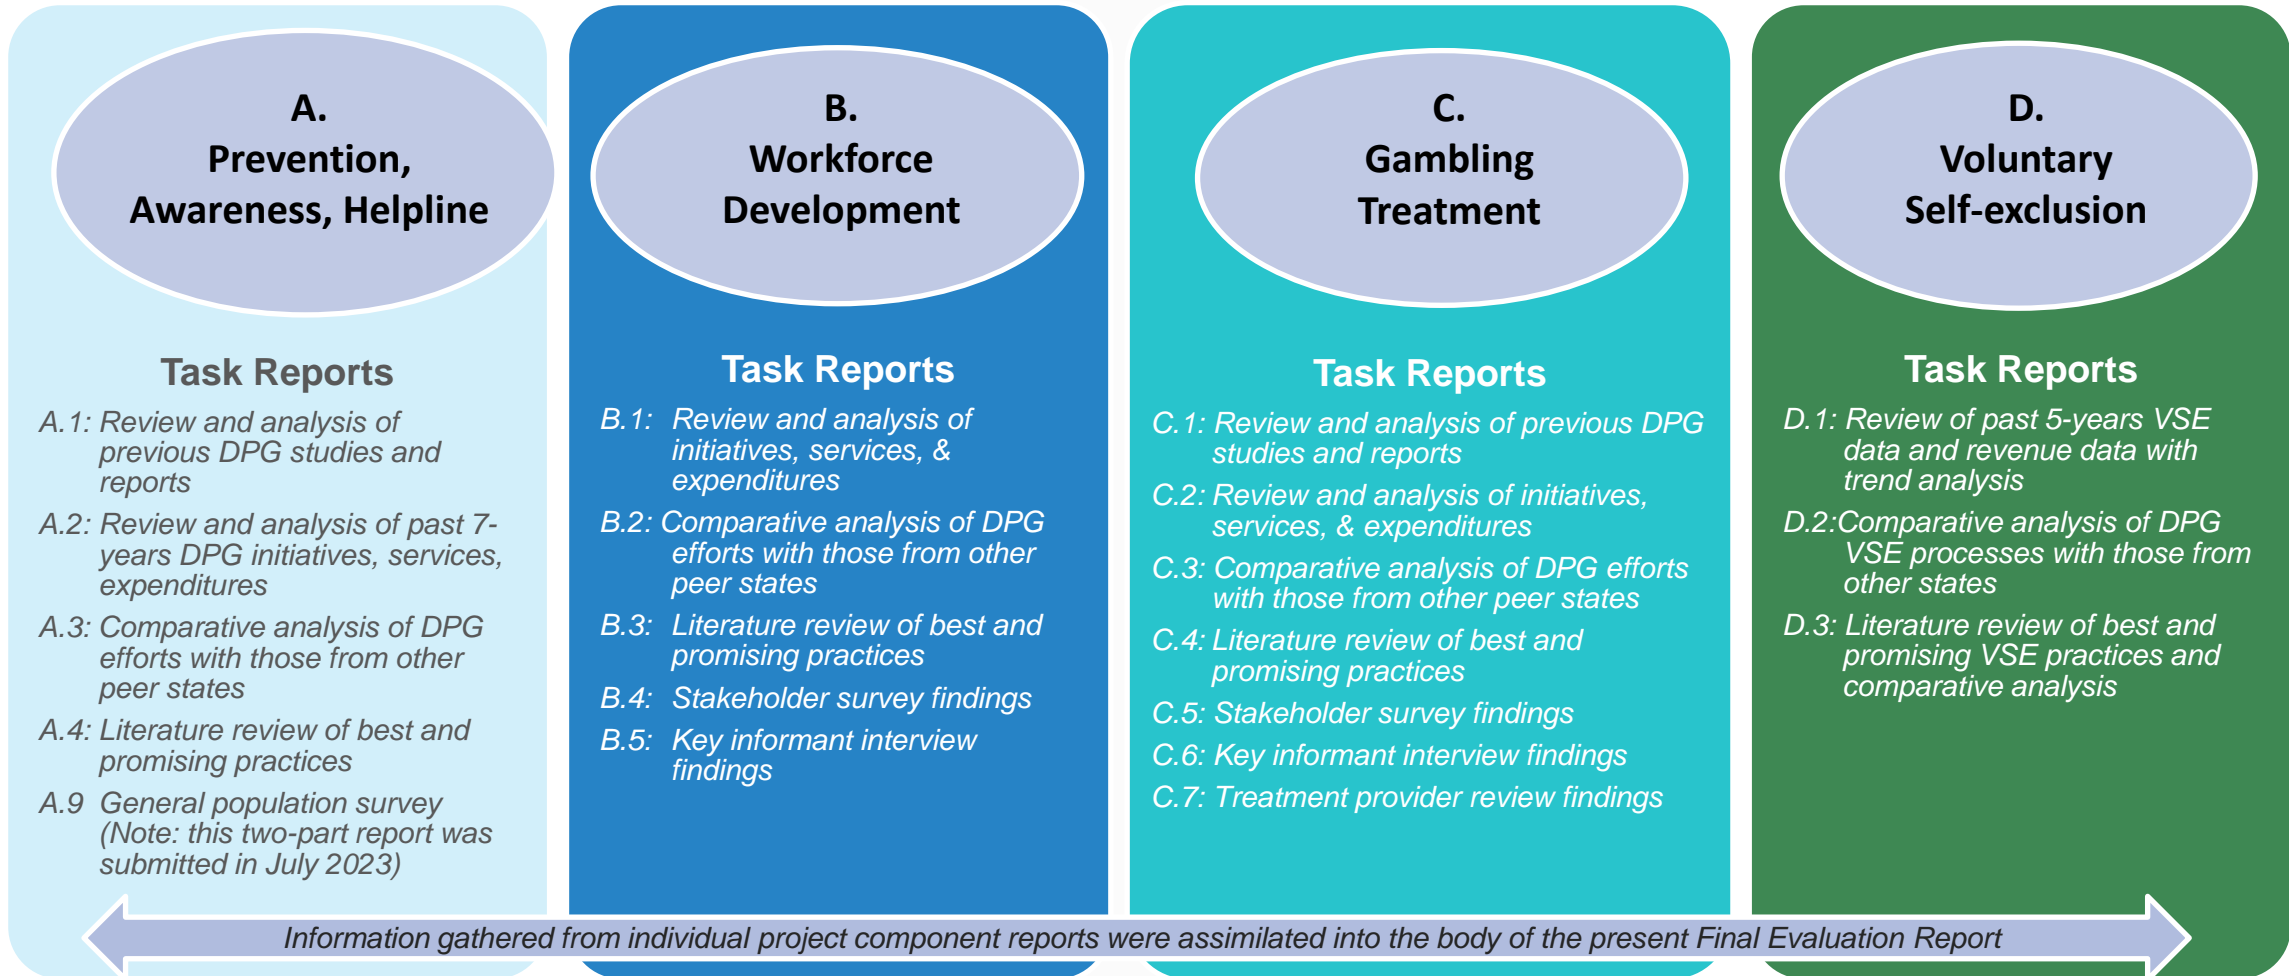 A.
Prevention,
Awareness, Helpline
Task Reports
A.1: Review and analysis of
previous DPG studies and
reports
A.2: Review and analysis of past 7-
years DPG initiatives, services,
expenditures
A.3: Comparative analysis of DPG
efforts with those from other
peer states
A.4: Literature review of best and
promising practices
A.9 General population survey
(Note: this two-part report was
submitted in July 2023)
B.
Workforce
Development
Task Reports
B.1: Review and analysis of
initiatives, services, &
expenditures
B.2: Comparative analysis of DPG
efforts with those from other
peer states
B.3: Literature review of best and
promising practices
B.4: Stakeholder survey findings
B.5: Key informant interview
findings
C.
Gambling
Treatment
Task Reports
C.1: Review and analysis of previous DPG
studies and reports
C.2: Review and analysis of initiatives,
services, & expenditures
C.3: Comparative analysis of DPG efforts
with those from other peer states
C.4: Literature review of best and
promising practices
C.5: Stakeholder survey findings
C.6: Key informant interview findings
C.7: Treatment provider review findings
D.
Voluntary
Self-exclusion
Task Reports
D.1: Review of past 5-years VSE
data and revenue data with
trend analysis
D.2:Comparative analysis of DPG
VSE processes with those from
other states
D.3: Literature review of best and
promising VSE practices and
comparative analysis
Information gathered from individual project component reports were assimilated into the body of the present Final Evaluation Report